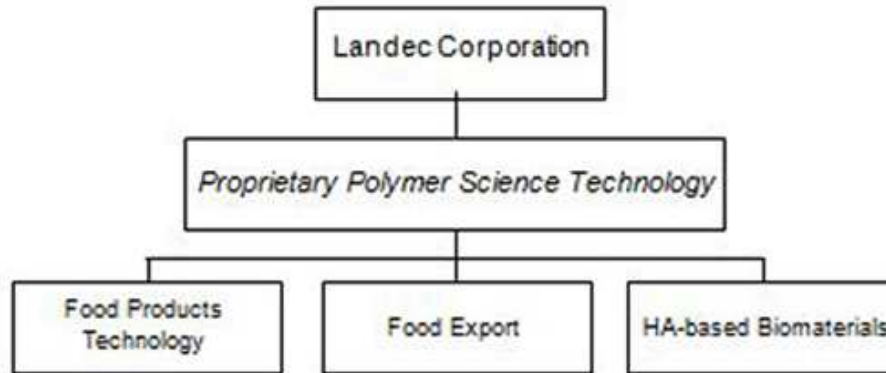 Landec Corporation
Proprietary Polymer Science Technology
Food Products
Technology
Food Export
HA-based Biomaterials